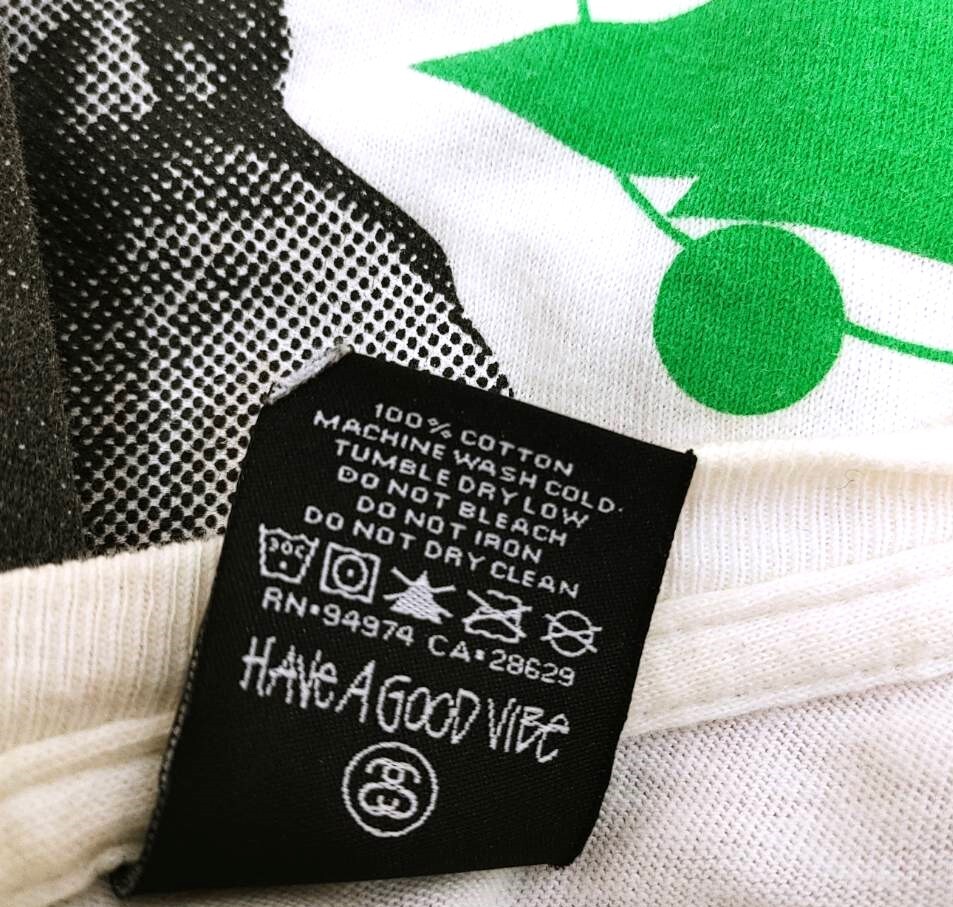 100% COTTON
MACHINE WASH COLD.
TUMBLE DRY LOW
DO NOT BLEACH
DO NOT IRON
DO NOT DRY CLEAN
RN•94974 CA•28629
HAVE A GOOD VIBE